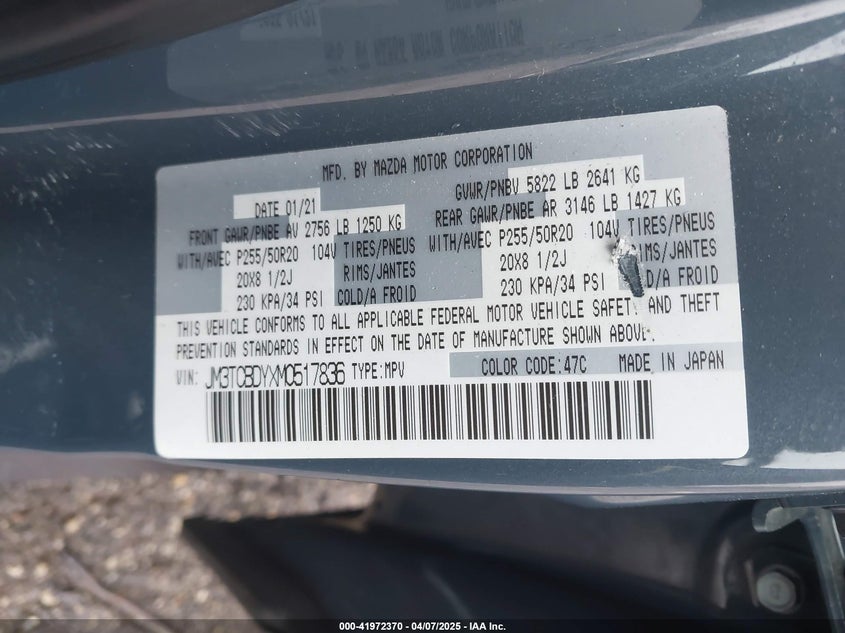 MFD. BY MAZDA MOTOR CORPORATION
DATE 01/21 GVWR/PNBV 5822 LB 2641 KG
FRONT GAWR/PNBE AV 2756 LB 1250 KG REAR GAWR/PNBE AR 3146 LB 1427 KG
WITH/AVEC P255/50R20 104V TIRES/PNEUS WITH/AVEC P255/50R20 104V TIRES/PNEUS
20X8 1/2J RIMS/JANTES 20X8 1/2J RIMS/JANTES
230 KPA/34 PSI COLD/A FROID 230 KPA/34 PSI COLD/A FROID
THIS VEHICLE CONFORMS TO ALL APPLICABLE FEDERAL MOTOR VEHICLE SAFETY AND THEFT
PREVENTION STANDARDS IN EFFECT ON THE DATE OF MANUFACTURE SHOWN ABOVE.
VIN: JM3TCBDYXM0517836 TYPE:MPV COLOR CODE:47C MADE IN JAPAN
000-41972370 | 04/07/2025 | IAA Inc.